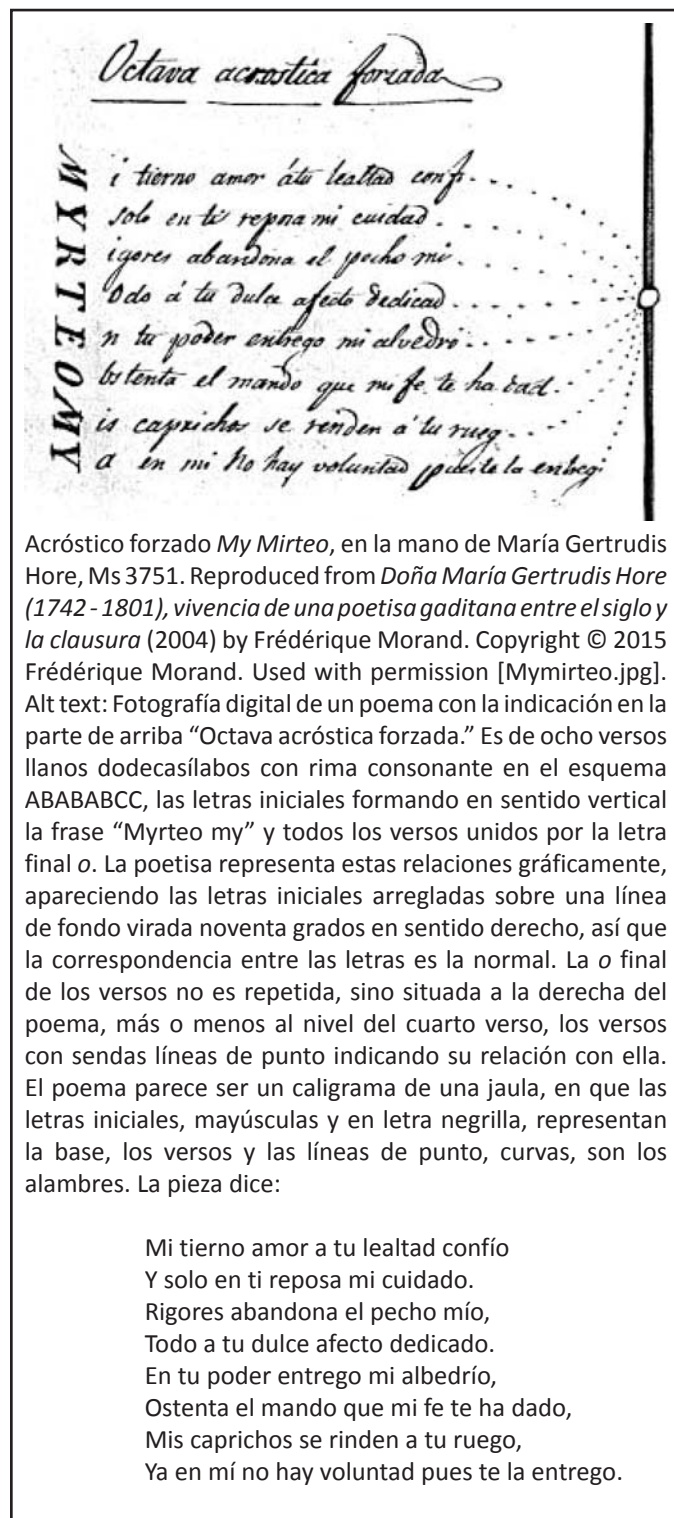 Octava acrostica forzada
MYRTEOMY
i tierno amor átu lealtad confi
solo en ti reposa mi cuidad
igores abandona el pecho mi
odo á tu dulce afecto dedicad
n tu poder entrego mi alvedri
bstenta el mando que mi fe te ha dad
is caprichos se renden á tu rueg
a en mi No hay voluntad pues te la entreg
Acróstico forzado My Mirteo, en la mano de María Gertrudis
Hore, Ms 3751. Reproduced from Doña María Gertrudis Hore
(1742 - 1801), vivencia de una poetisa gaditana entre el siglo y
la clausura (2004) by Frédérique Morand. Copyright © 2015
Frédérique Morand. Used with permission [Mymirteo.jpg].
Alt text: Fotografía digital de un poema con la indicación en la
parte de arriba “Octava acróstica forzada.” Es de ocho versos
llanos dodecasílabos con rima consonante en el esquema
ABABABCC, las letras iniciales formando en sentido vertical
la frase “Myrteo my” y todos los versos unidos por la letra
final o. La poetisa representa estas relaciones gráficamente,
apareciendo las letras iniciales arregladas sobre una línea
de fondo virada noventa grados en sentido derecho, así que
la correspondencia entre las letras es la normal. La o final
de los versos no es repetida, sino situada a la derecha del
poema, más o menos al nivel del cuarto verso, los versos
con sendas líneas de punto indicando su relación con ella.
El poema parece ser un caligrama de una jaula, en que las
letras iniciales, mayúsculas y en letra negrilla, representan
la base, los versos y las líneas de punto, curvas, son los
alambres. La pieza dice:
Mi tierno amor a tu lealtad confío
Y solo en ti reposa mi cuidado.
Rigores abandona el pecho mío,
Todo a tu dulce afecto dedicado.
En tu poder entrego mi albedrío,
Ostenta el mando que mi fe te ha dado,
Mis caprichos se rinden a tu ruego,
Ya en mí no hay voluntad pues te la entrego.